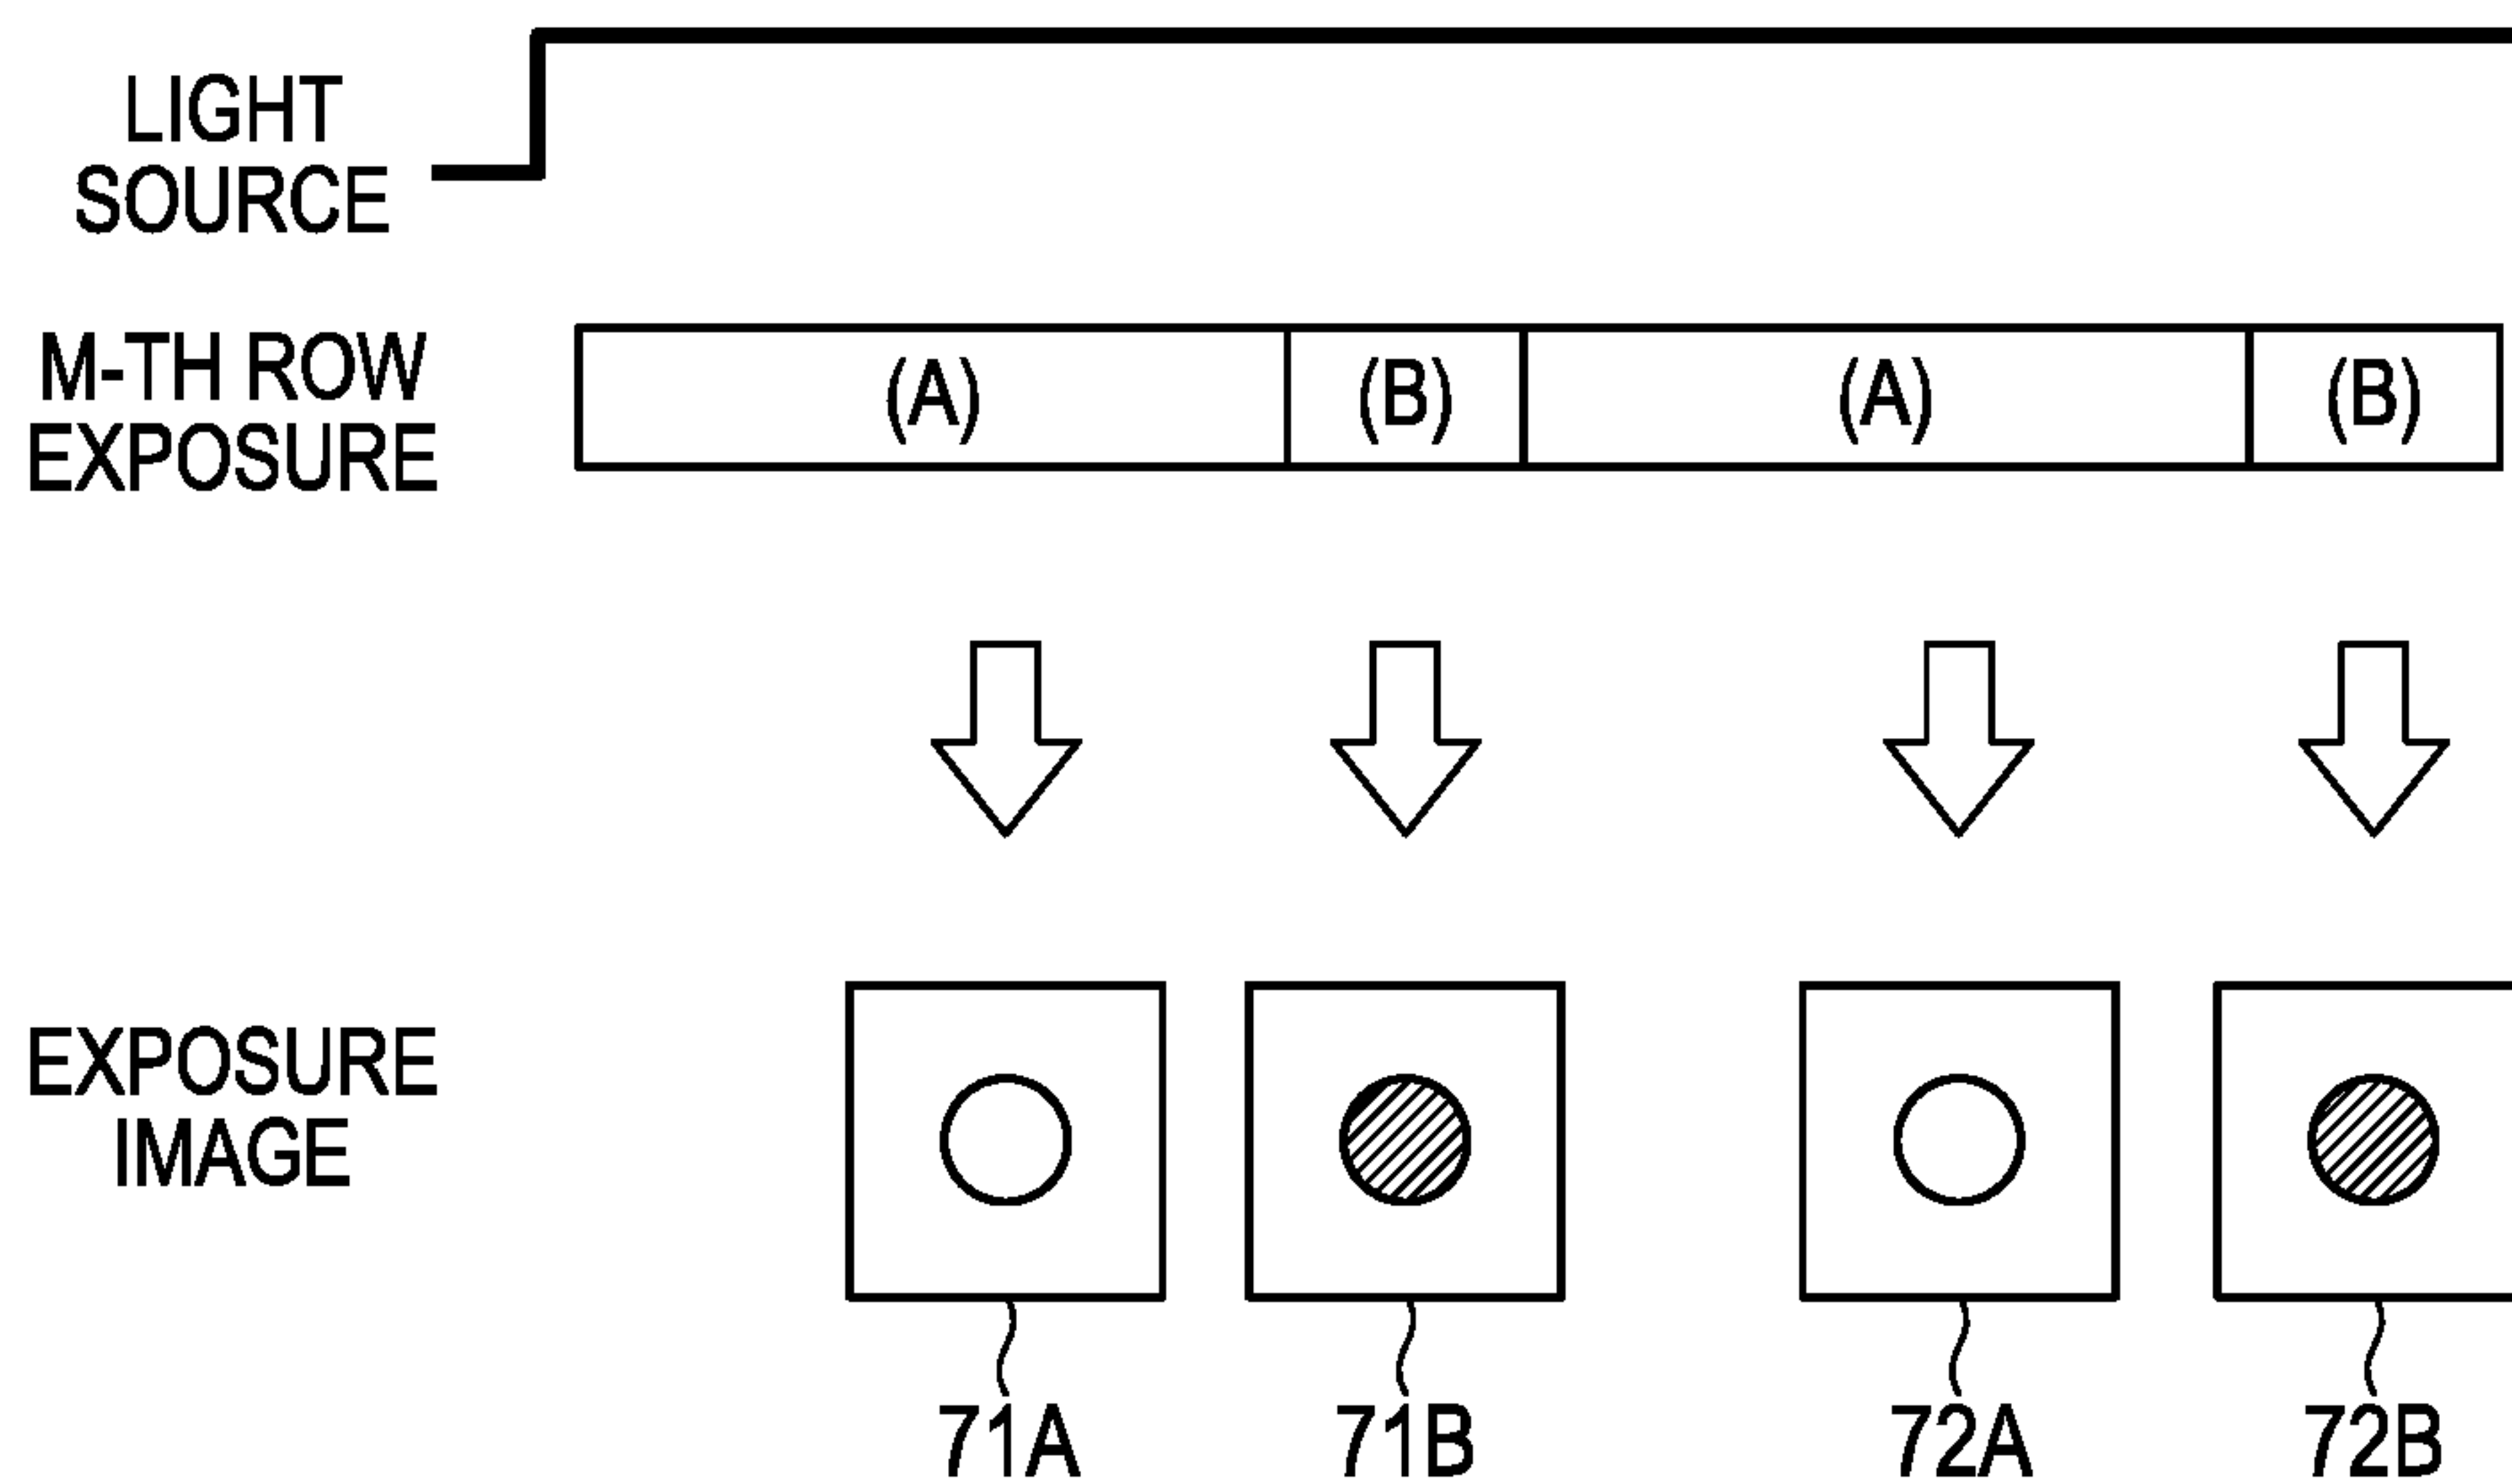 LIGHT
SOURCE
M-TH ROW
EXPOSURE
(A) (B) (A) (B)
EXPOSURE
IMAGE
71A 71B 72A 72B